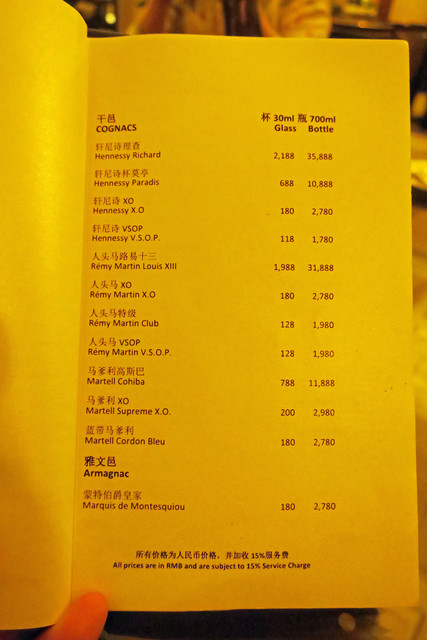 干邑 杯 30ml 瓶 700ml
COGNACS Glass Bottle
轩尼诗理查
Hennessy Richard 2,188 35,888
轩尼诗杯莫停
Hennessy Paradis 688 10,888
轩尼诗 XO
Hennessy X.O 180 2,780
轩尼诗 VSOP
Hennessy V.S.O.P. 118 1,780
人头马路易十三
Rémy Martin Louis XIII 1,988 31,888
人头马 XO
Rémy Martin X.O 180 2,780
人头马特级
Rémy Martin Club 128 1,980
人头马 VSOP
Rémy Martin V.S.O.P. 128 1,980
马爹利高斯巴
Martell Cohiba 788 11,888
马爹利 XO
Martell Supreme X.O. 200 2,980
蓝带马爹利
Martell Cordon Bleu 180 2,780
雅文邑
Armagnac
蒙特伯爵皇家
Marquis de Montesquiou 180 2,780
所有价格为人民币价格，并加收 15%服务费
All prices are in RMB and are subject to 15% Service Charge